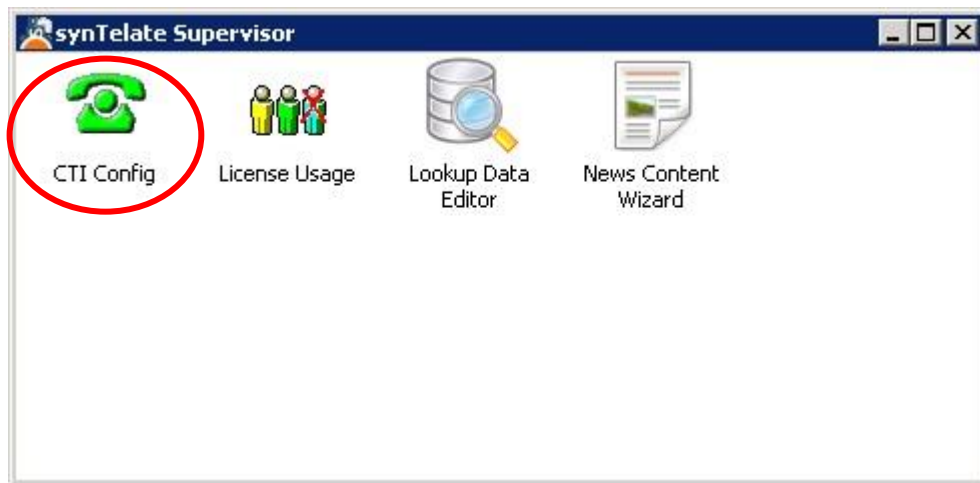 synTelate Supervisor
CTI Config
License Usage
Lookup Data
Editor
News Content
Wizard